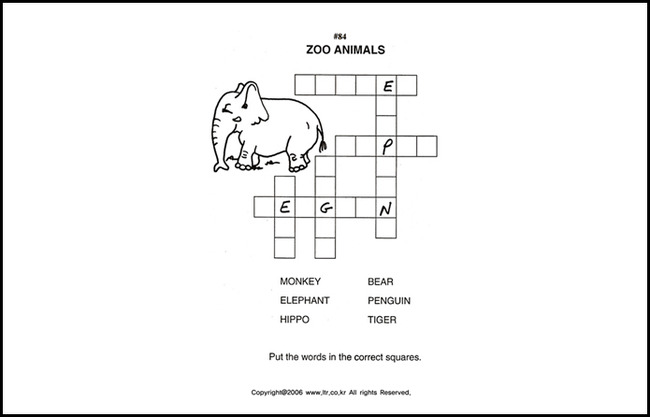 #84
ZOO ANIMALS
E
P
E G N
MONKEY BEAR
ELEPHANT PENGUIN
HIPPO TIGER
Put the words in the correct squares.
Copyright@2006 www,ltr,co,kr All rights Reserved,